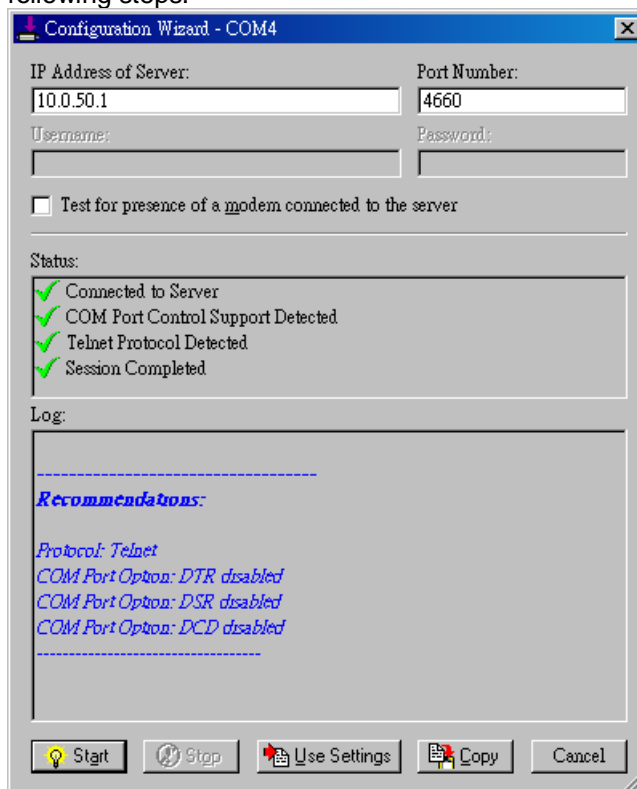 following steps.
Configuration Wizard - COM4
IP Address of Server: Port Number:
10.0.50.1 4660
Username: Password:
Test for presence of a modem connected to the server
Status:
Connected to Server
COM Port Control Support Detected
Telnet Protocol Detected
Session Completed
Log:
-----------------------------------
Recommendations:
Protocol: Telnet
COM Port Option: DTR disabled
COM Port Option: DSR disabled
COM Port Option: DCD disabled
----------------------------------
Start Stop Use Settings Copy Cancel